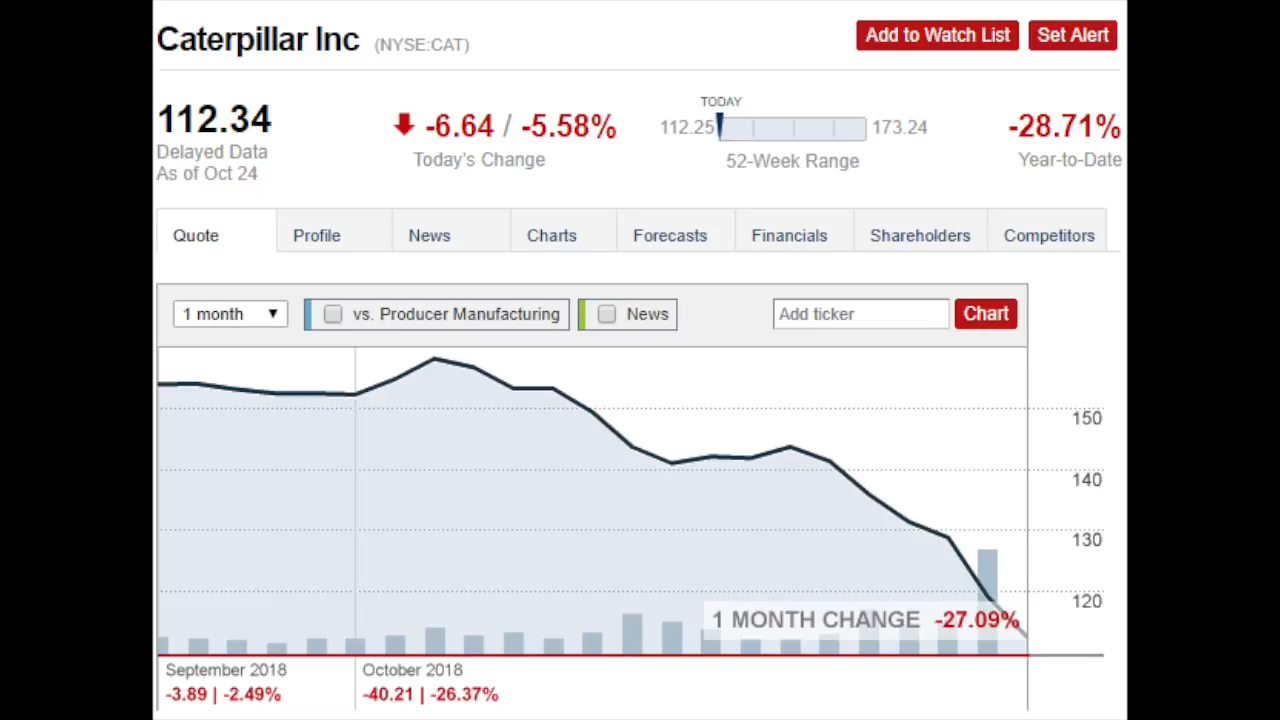 Caterpillar Inc (NYSE:CAT)
Add to Watch List
Set Alert
112.34
Delayed Data
As of Oct 24
-6.64 / -5.58%
Today's Change
TODAY
112.25
173.24
52-Week Range
-28.71%
Year-to-Date
Quote
Profile
News
Charts
Forecasts
Financials
Shareholders
Competitors
1 month
vs. Producer Manufacturing
News
Add ticker
Chart
150
140
130
120
1 MONTH CHANGE -27.09%
September 2018
-3.89 | -2.49%
October 2018
-40.21 | -26.37%